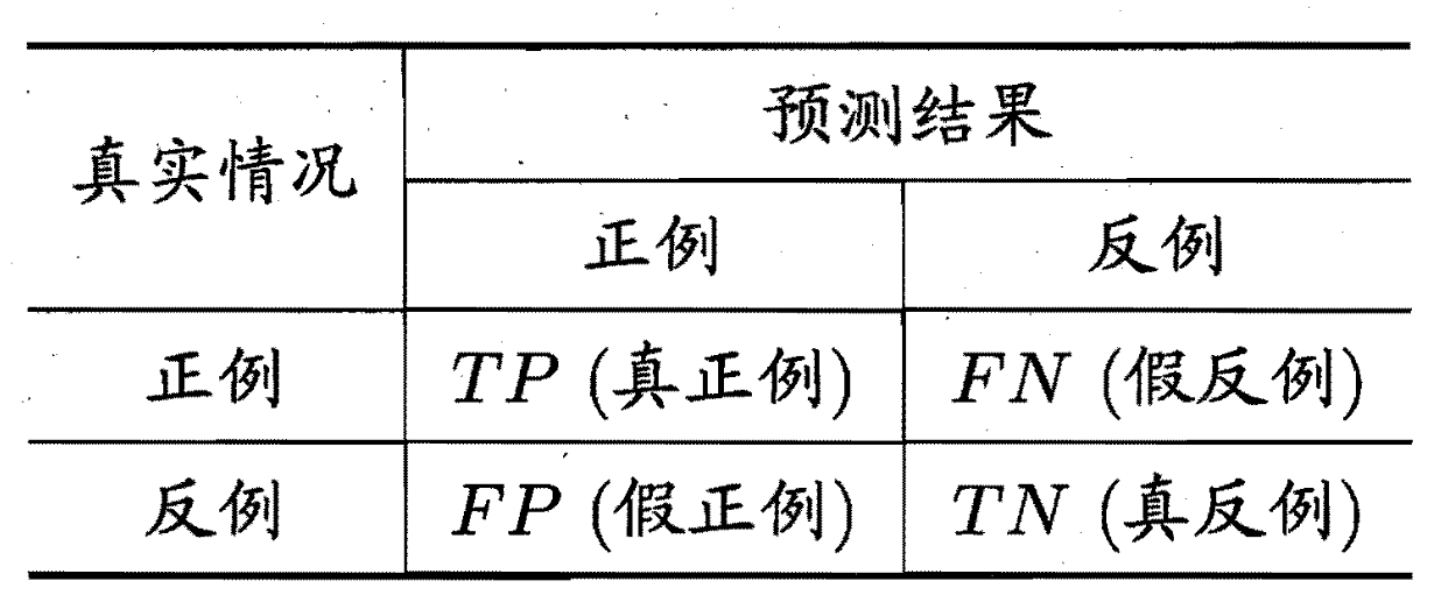 真实情况
预测结果
正例 反例
正例 TP (真正例) FN (假反例)
反例 FP (假正例) TN (真反例)